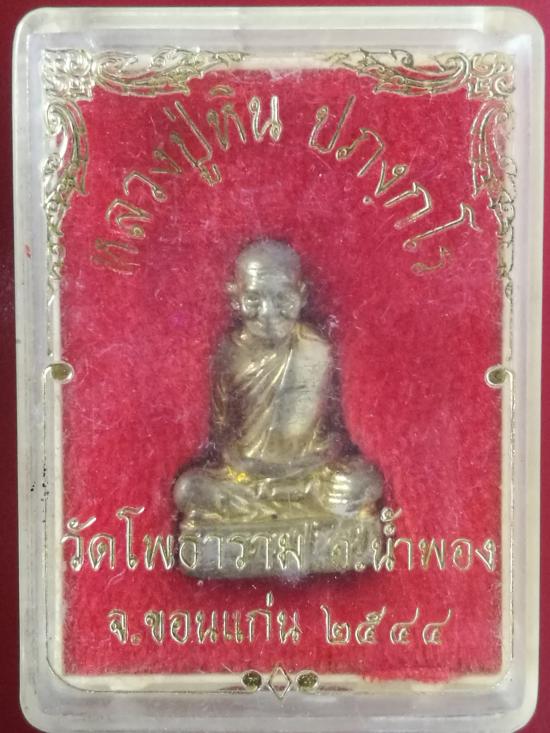 หลวงปู่หิน ปภงฺกโร
วัดโพธาราม อ.น้ำพอง
จ.ขอนแก่น ๒๕๔๔